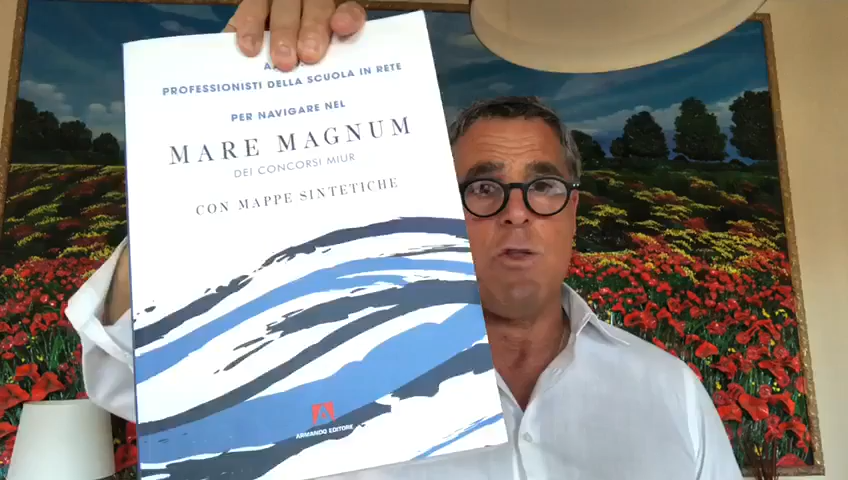 PROFESSIONISTI DELLA SCUOLA IN RETE
PER NAVIGARE NEL
MARE MAGNUM
DEI CONCORSI MIUR
CON MAPPE SINTETICHE
ARMANDO EDITORE